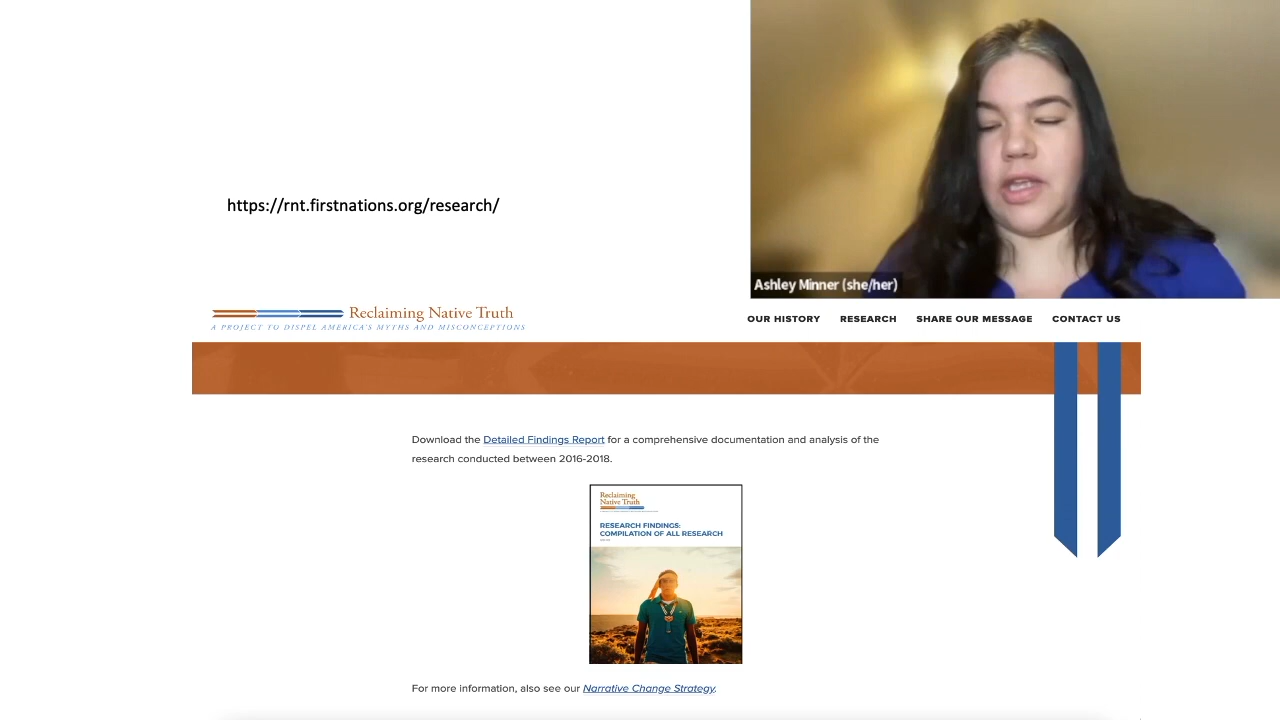 https://rnt.firstnations.org/research/
Ashley Minner (she/her)
Reclaiming Native Truth
A PROJECT TO DISPEL AMERICA'S MYTHS AND MISCONCEPTIONS
OUR HISTORY RESEARCH SHARE OUR MESSAGE CONTACT US
Download the Detailed Findings Report for a comprehensive documentation and analysis of the
research conducted between 2016-2018.
Reclaiming
Native Truth
RESEARCH FINDINGS:
COMPILATION OF ALL RESEARCH
For more information, also see our Narrative Change Strategy.